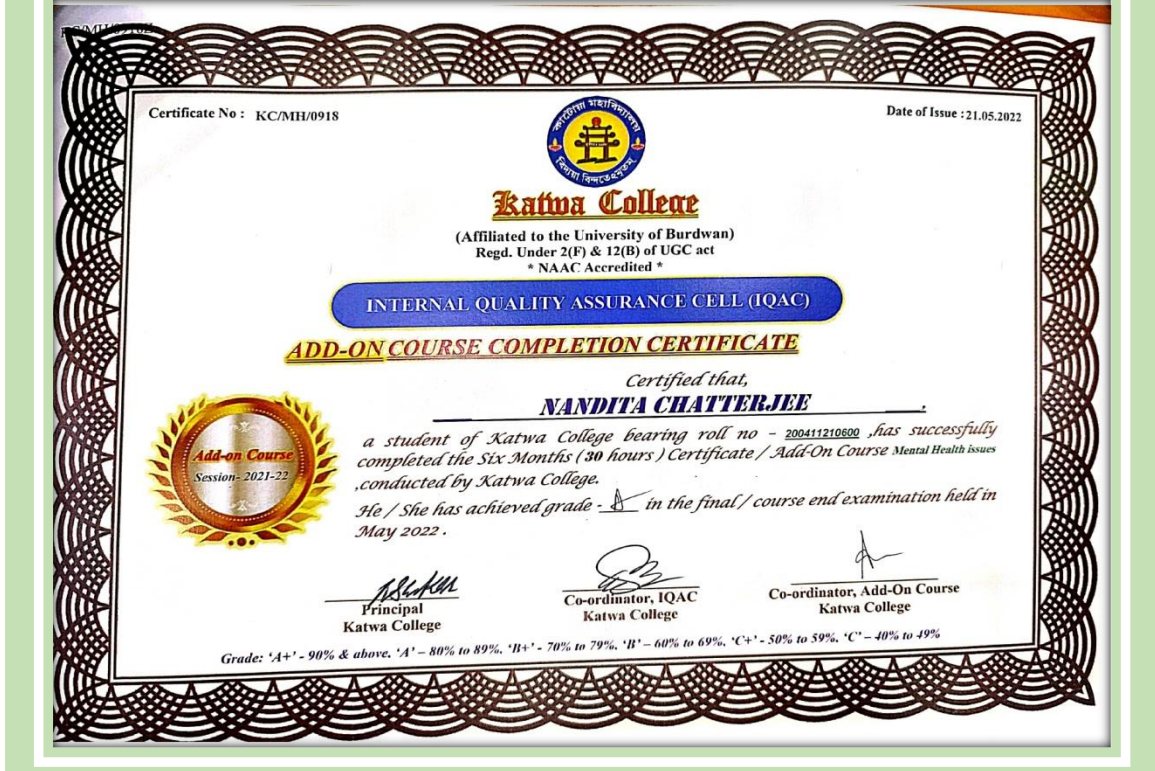 Certificate No : KC/MH/0918
Date of Issue :21.05.2022
কাটোয়া মহাবিদ্যালয়
Katwa College
(Affiliated to the University of Burdwan)
Regd. Under 2(F) & 12(B) of UGC act
* NAAC Accredited *
INTERNAL QUALITY ASSURANCE CELL (IQAC)
ADD-ON COURSE COMPLETION CERTIFICATE
Certified that,
NANDITA CHATTERJEE .
a student of Katwa College bearing roll no - 200411210600 ,has successfully
completed the Six Months (30 hours) Certificate / Add-On Course Mental Health issues
,conducted by Katwa College.
He / She has achieved grade - A in the final / course end examination held in
May 2022 .
Add-on Course
Session- 2021-22
Principal
Katwa College
Co-ordinator, IQAC
Katwa College
Co-ordinator, Add-On Course
Katwa College
Grade: 'A+' - 90% & above, 'A' – 80% to 89%, 'B+' - 70% to 79%, 'B' – 60% to 69%, 'C+' - 50% to 59%, 'C' – 40% to 49%